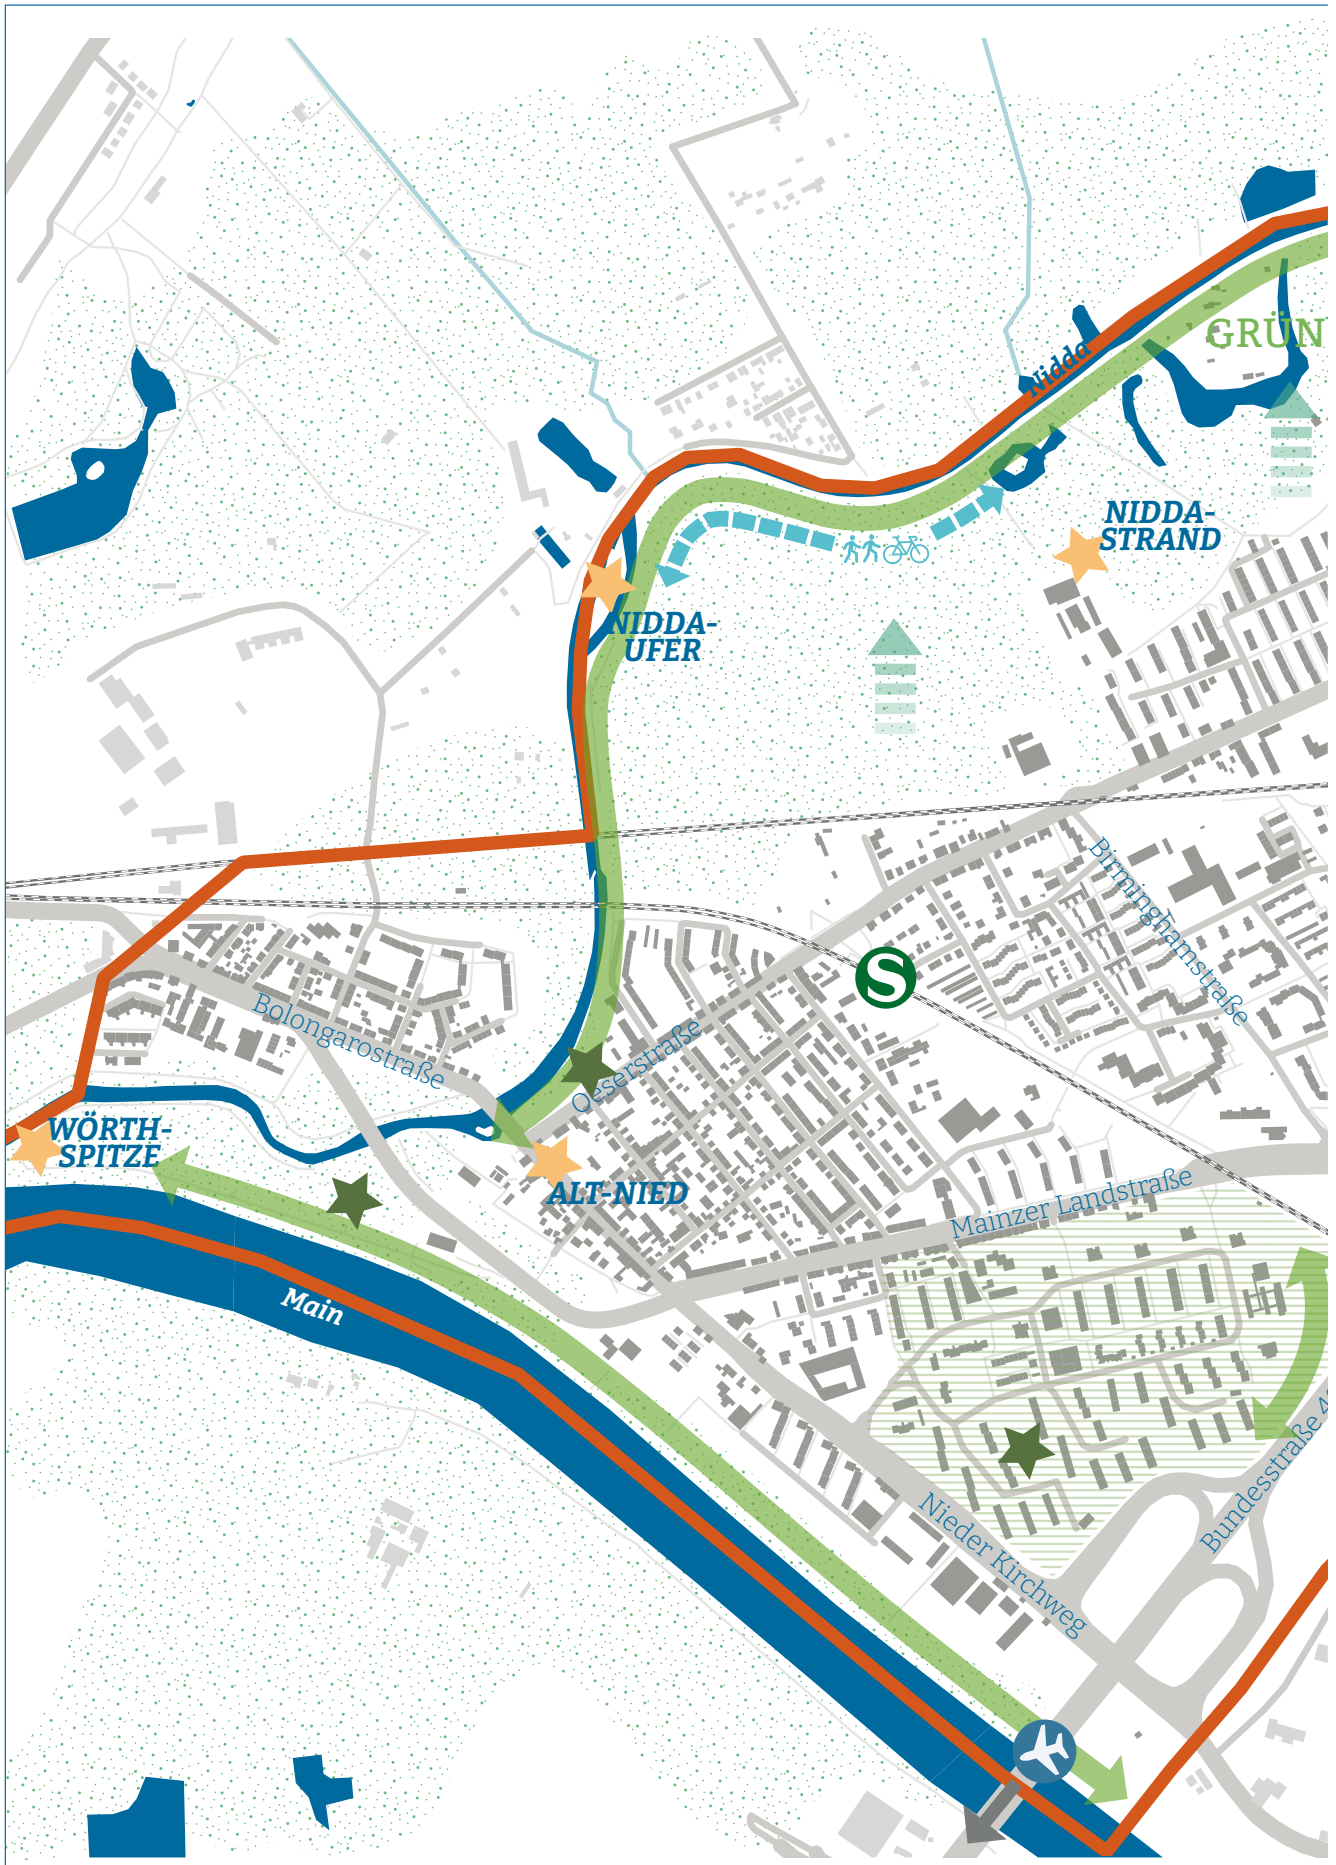 GRÜN
Nidda
NIDDA-
STRAND
NIDDA-
UFER
Birminghamstraße
S
Bolongarostraße
Oeserstraße
WÖRTH-
SPITZE
ALT-NIED
Mainzer Landstraße
Main
Bundesstraße 4
Nieder Kirchweg